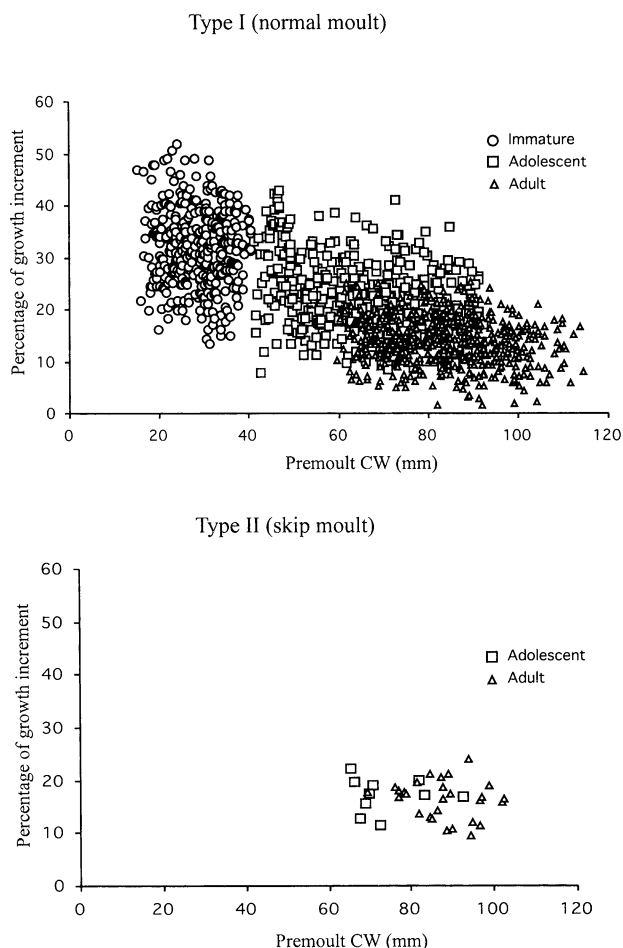 Type I (normal moult)
60
50
40
30
20
10
0
Percentage of growth increment
Immature
Adolescent
Adult
0 20 40 60 80 100 120
Premoult CW (mm)
Type II (skip moult)
60
50
40
30
20
10
0
Percentage of growth increment
Adolescent
Adult
0 20 40 60 80 100 120
Premoult CW (mm)